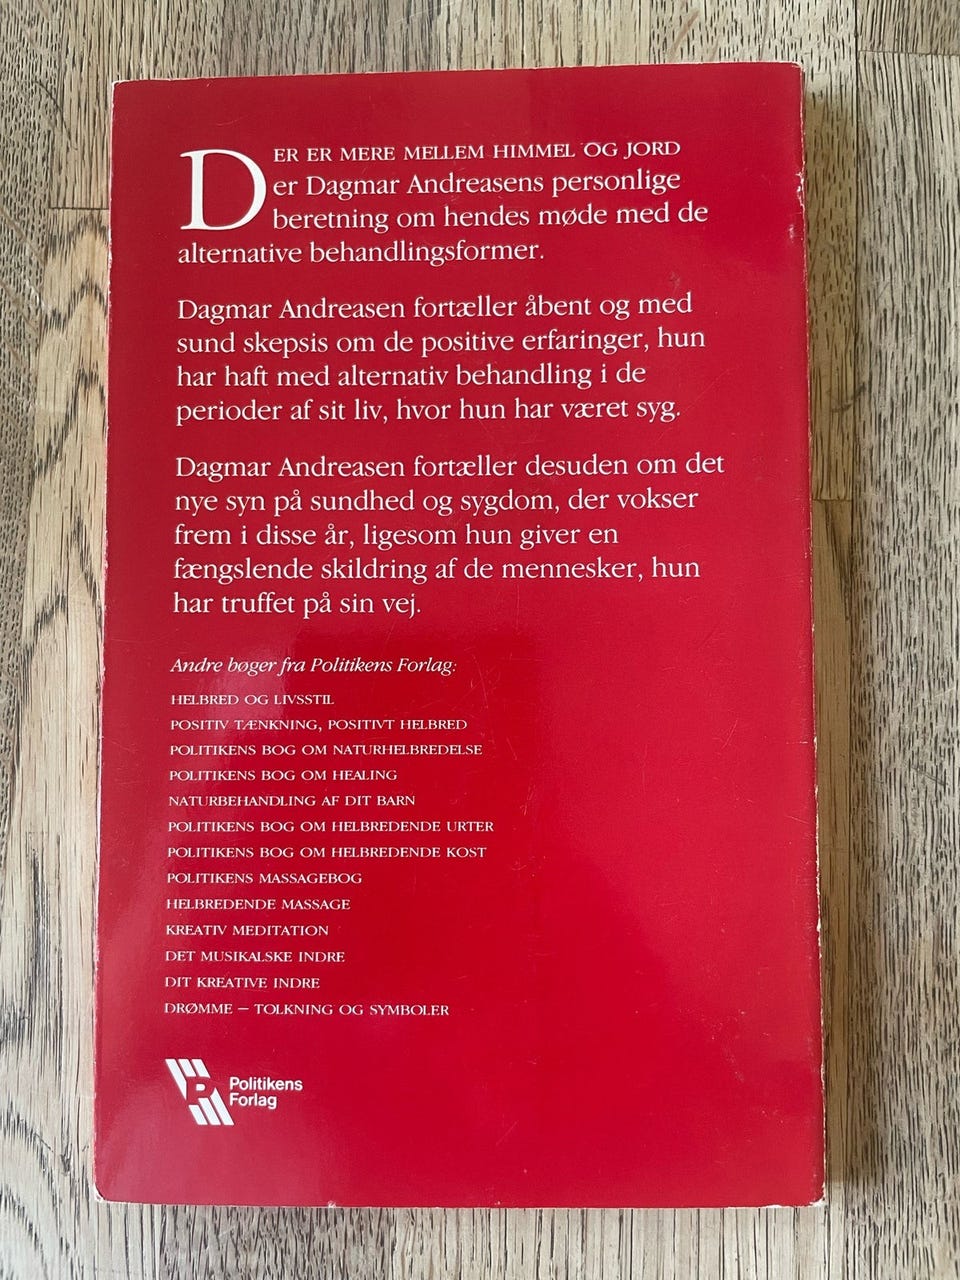 DER ER MERE MELLEM HIMMEL OG JORD
er Dagmar Andreasens personlige
beretning om hendes møde med de
alternative behandlingsformer.
Dagmar Andreasen fortæller åbent og med
sund skepsis om de positive erfaringer, hun
har haft med alternativ behandling i de
perioder af sit liv, hvor hun har været syg.
Dagmar Andreasen fortæller desuden om det
nye syn på sundhed og sygdom, der vokser
frem i disse år, ligesom hun giver en
fængslende skildring af de mennesker, hun
har truffet på sin vej.
Andre bøger fra Politikens Forlag:
HELBRED OG LIVSSTIL
POSITIV TÆNKNING, POSITIVT HELBRED
POLITIKENS BOG OM NATURHELBREDELSE
POLITIKENS BOG OM HEALING
NATURBEHANDLING AF DIT BARN
POLITIKENS BOG OM HELBREDENDE URTER
POLITIKENS BOG OM HELBREDENDE KOST
POLITIKENS MASSAGEBOG
HELBREDENDE MASSAGE
KREATIV MEDITATION
DET MUSIKALSKE INDRE
DIT KREATIVE INDRE
DRØMME – TOLKNING OG SYMBOLER
P Politikens
Forlag